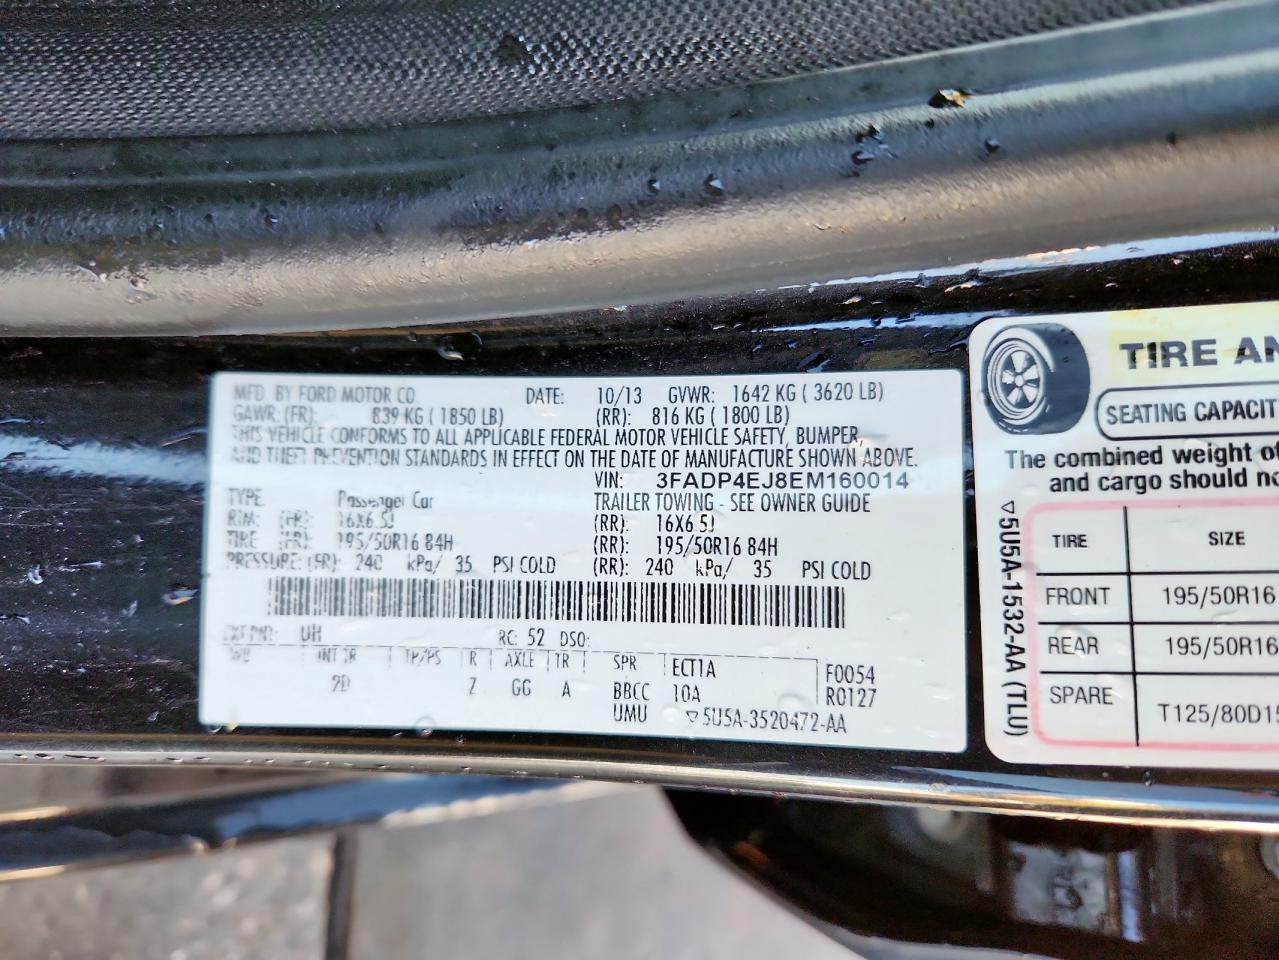 MFD. BY FORD MOTOR CO. DATE: 10/13 GVWR: 1642 KG ( 3620 LB)
GAWR: (FR): 839 KG ( 1850 LB) (RR): 816 KG ( 1800 LB)
THIS VEHICLE CONFORMS TO ALL APPLICABLE FEDERAL MOTOR VEHICLE SAFETY, BUMPER,
AND THEFT PREVENTION STANDARDS IN EFFECT ON THE DATE OF MANUFACTURE SHOWN ABOVE.
VIN: 3FADP4EJ8EM160014
TYPE: Passenger Car TRAILER TOWING - SEE OWNER GUIDE
RIM: (FR): 16X6.5J (RR): 16X6.5J
TIRE (FR): 195/50R16 84H (RR): 195/50R16 84H
PRESSURE: (FR): 240 kPa/ 35 PSI COLD (RR): 240 kPa/ 35 PSI COLD
EXT PNT: UH RC: 52 DSO:
WB INT TR TP/PS R AXLE TR SPR ECT1A F0054
2D Z GG A BBCC 10A R0127
UMU ▽5U5A-3520472-AA
TIRE AN
SEATING CAPACIT
The combined weight of
and cargo should n
▽5U5A-1532-AA (TLU)
TIRE SIZE
FRONT 195/50R16
REAR 195/50R16
SPARE T125/80D15